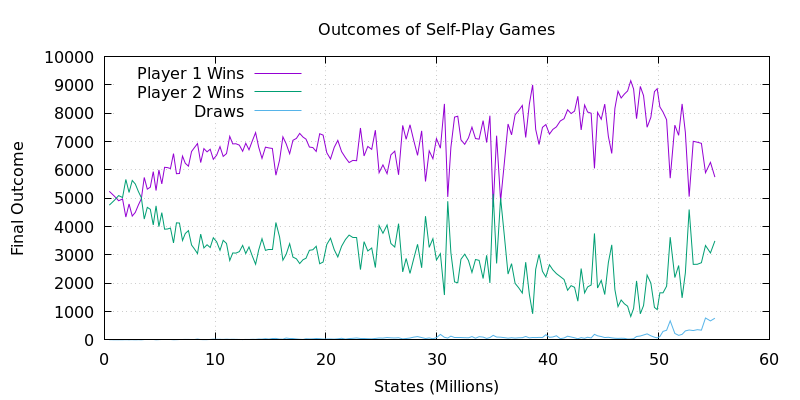 Outcomes of Self-Play Games
10000
9000
8000
7000
6000
5000
4000
3000
2000
1000
0
Final Outcome
Player 1 Wins
Player 2 Wins
Draws
0 10 20 30 40 50 60
States (Millions)